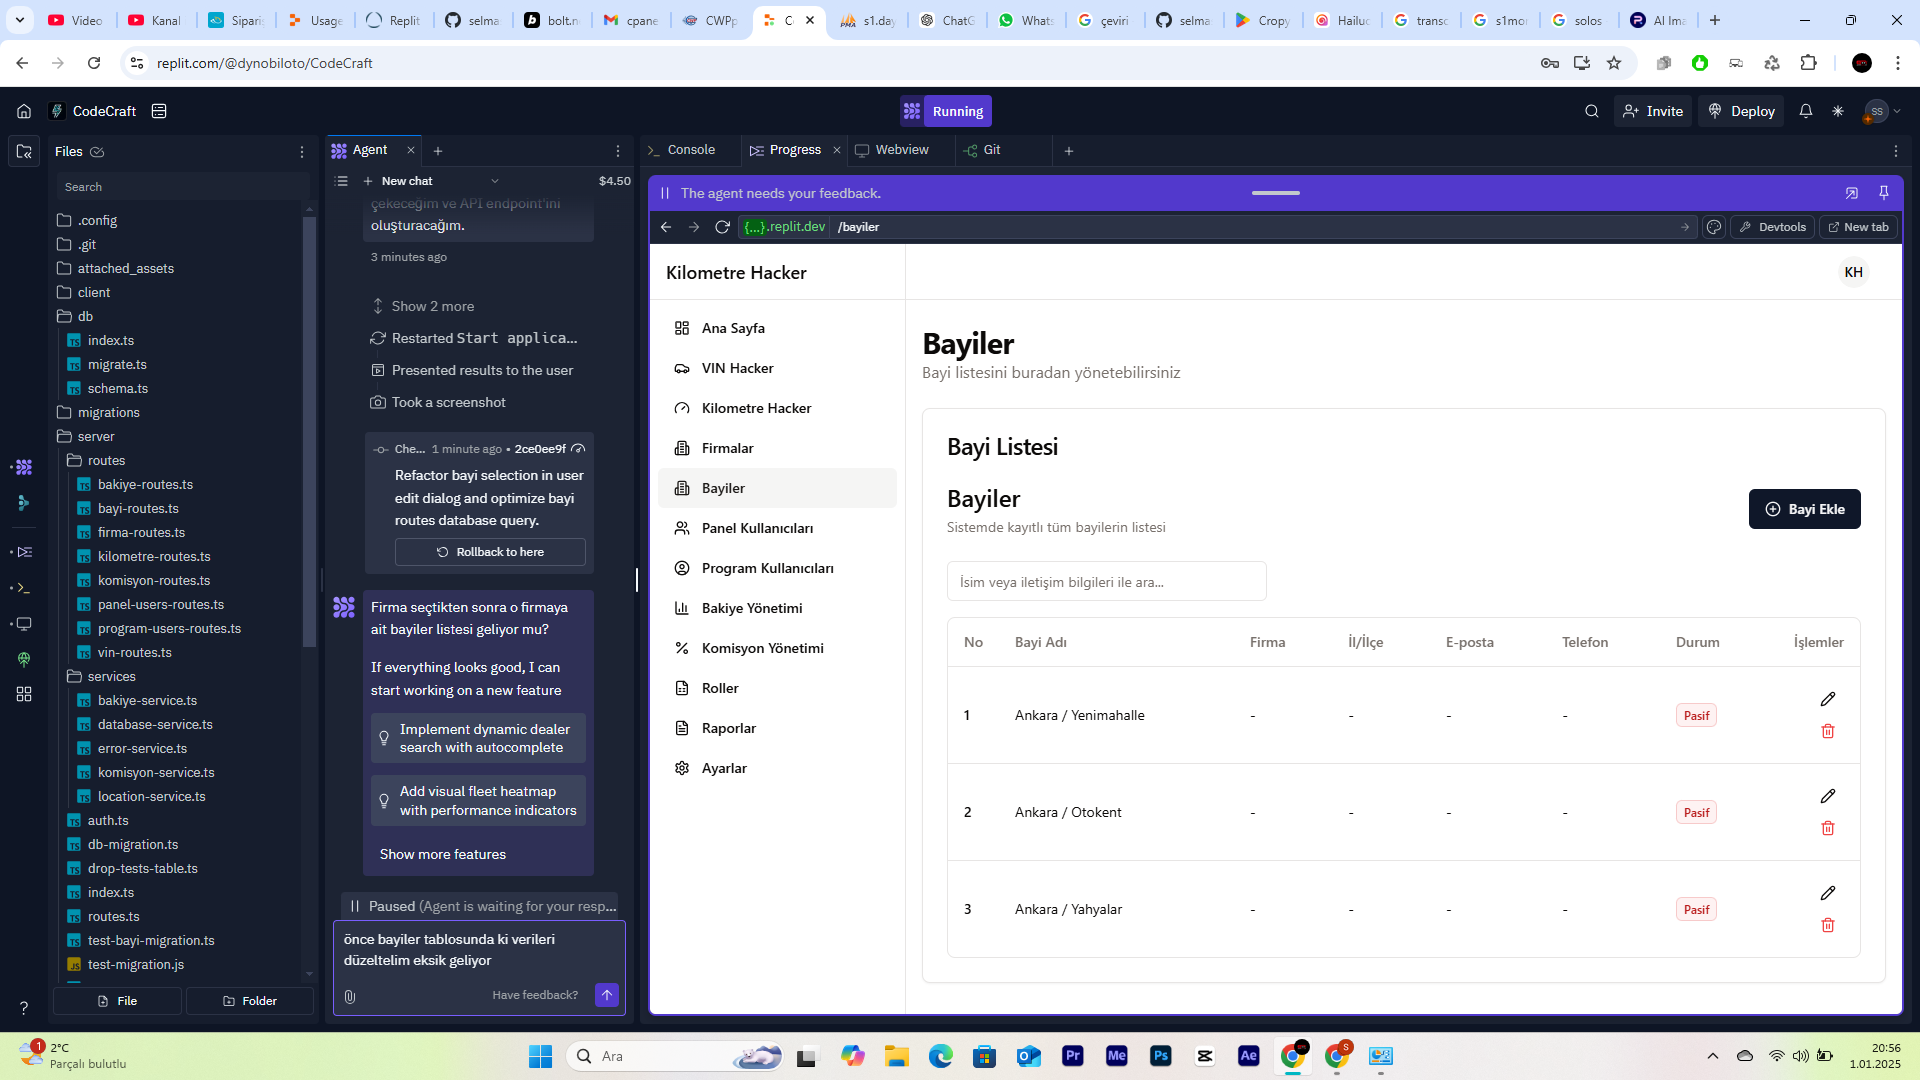 Video
Kanal
Sipariş
Usage
Replit
selma
bolt.ne
cpane
CWPp
C
s1.day
ChatG
Whats
çeviri
selma
Cropy
Hailuo
transc
s1mo
solos
AI Ima
replit.com/@dynobiloto/CodeCraft
CodeCraft
Running
Invite
Deploy
SS
Files
Search
.config
.git
attached_assets
client
db
index.ts
migrate.ts
schema.ts
migrations
server
routes
bakiye-routes.ts
bayi-routes.ts
firma-routes.ts
kilometre-routes.ts
komisyon-routes.ts
panel-users-routes.ts
program-users-routes.ts
vin-routes.ts
services
bakiye-service.ts
database-service.ts
error-service.ts
komisyon-service.ts
location-service.ts
auth.ts
db-migration.ts
drop-tests-table.ts
index.ts
routes.ts
test-bayi-migration.ts
test-migration.js
File
Folder
Agent
New chat
$4.50
çekeceğim ve API endpoint'ini
oluşturacağım.
3 minutes ago
Show 2 more
Restarted Start applica...
Presented results to the user
Took a screenshot
Che... 1 minute ago • 2ce0ee9f
Refactor bayi selection in user
edit dialog and optimize bayi
routes database query.
Rollback to here
Firma seçtikten sonra o firmaya
ait bayiler listesi geliyor mu?
If everything looks good, I can
start working on a new feature
Implement dynamic dealer
search with autocomplete
Add visual fleet heatmap
with performance indicators
Show more features
Paused (Agent is waiting for your resp...
önce bayiler tablosunda ki verileri
düzeltelim eksik geliyor
Have feedback?
Console
Progress
Webview
Git
The agent needs your feedback.
{...}.replit.dev
/bayiler
Devtools
New tab
Kilometre Hacker
KH
Ana Sayfa
VIN Hacker
Kilometre Hacker
Firmalar
Bayiler
Panel Kullanıcıları
Program Kullanıcıları
Bakiye Yönetimi
Komisyon Yönetimi
Roller
Raporlar
Ayarlar
Bayiler
Bayi listesini buradan yönetebilirsiniz
Bayi Listesi
Bayiler
Sistemde kayıtlı tüm bayilerin listesi
Bayi Ekle
İsim veya iletişim bilgileri ile ara...
No Bayi Adı Firma İl/İlçe E-posta Telefon Durum İşlemler
1 Ankara / Yenimahalle - - - - Pasif
2 Ankara / Otokent - - - - Pasif
3 Ankara / Yahyalar - - - - Pasif
1
2°C
Parçalı bulutlu
Ara
Pr
Me
Ps
Ae
S
20:56
1.01.2025